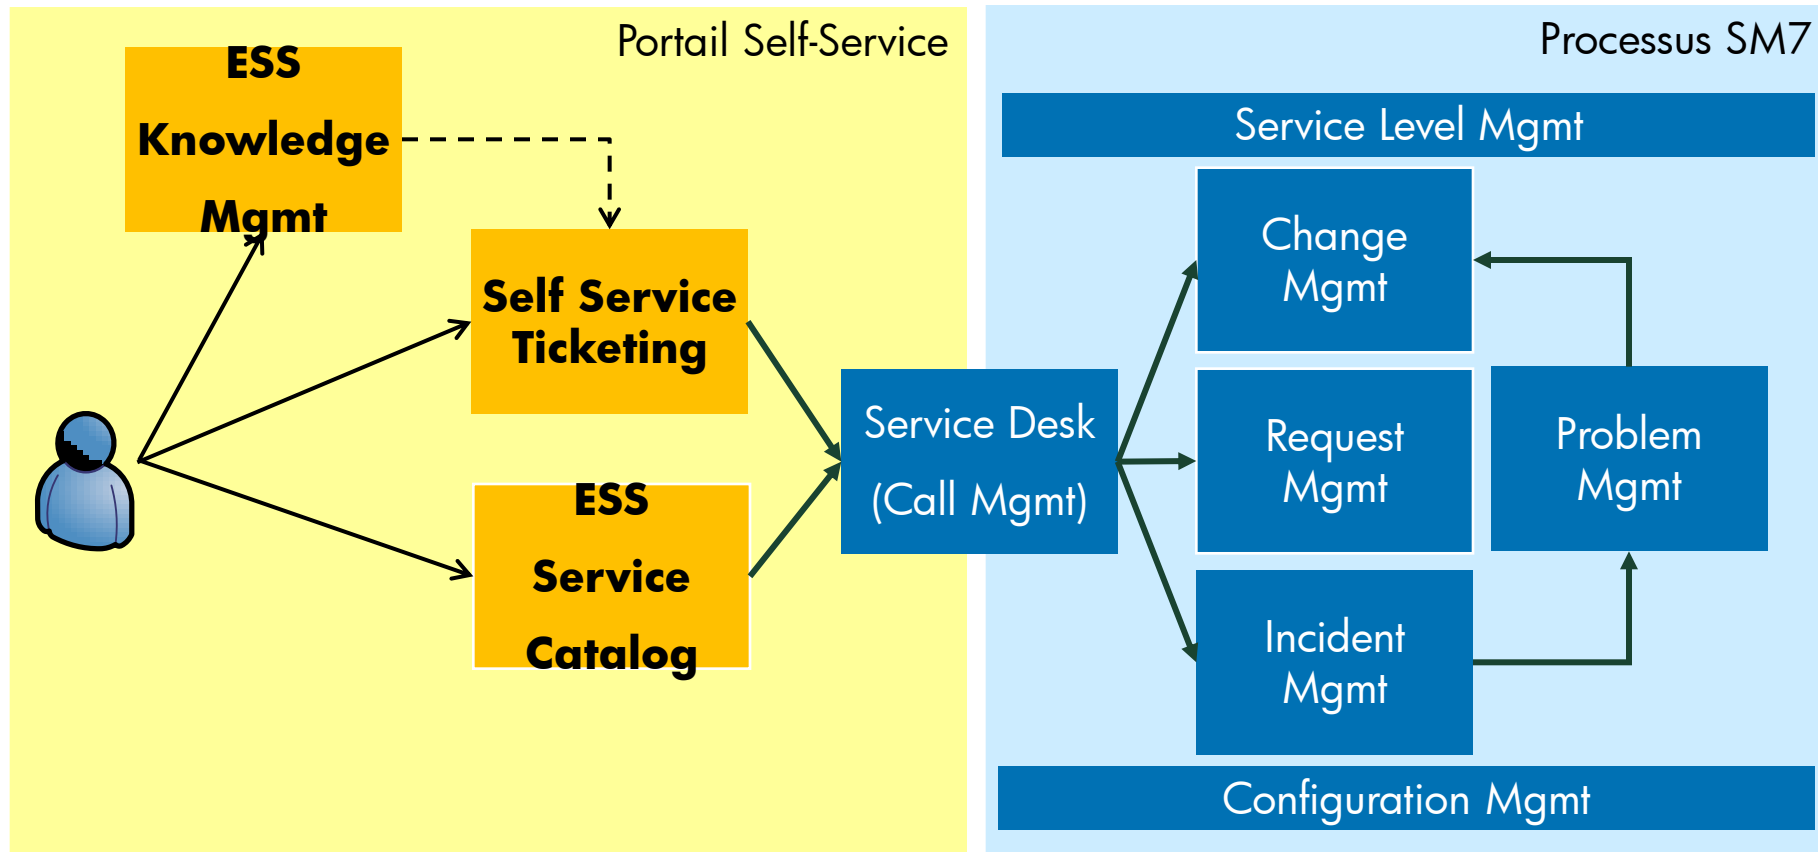 Portail Self-Service
ESS
Knowledge
Mgmt
Self Service
Ticketing
ESS
Service
Catalog
Service Desk
(Call Mgmt)
Processus SM7
Service Level Mgmt
Change
Mgmt
Request
Mgmt
Problem
Mgmt
Incident
Mgmt
Configuration Mgmt